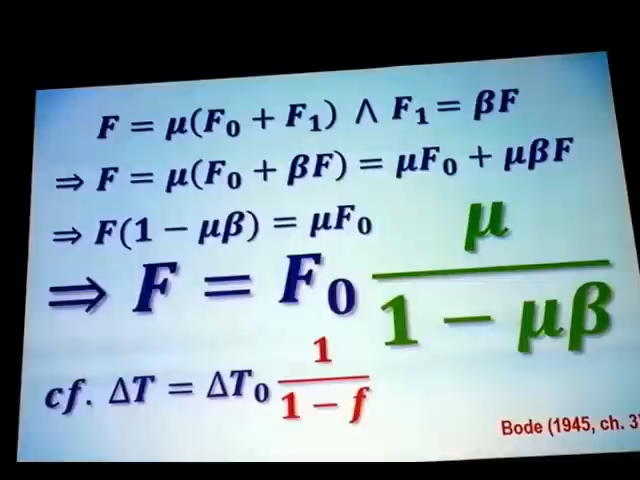 F = μ(F₀ + F₁) ∧ F₁ = βF
⇒ F = μ(F₀ + βF) = μF₀ + μβF
⇒ F(1 − μβ) = μF₀
⇒ F = F₀ μ / (1 − μβ)
cf. ΔT = ΔT₀ 1 / (1 − f)
Bode (1945, ch. 3